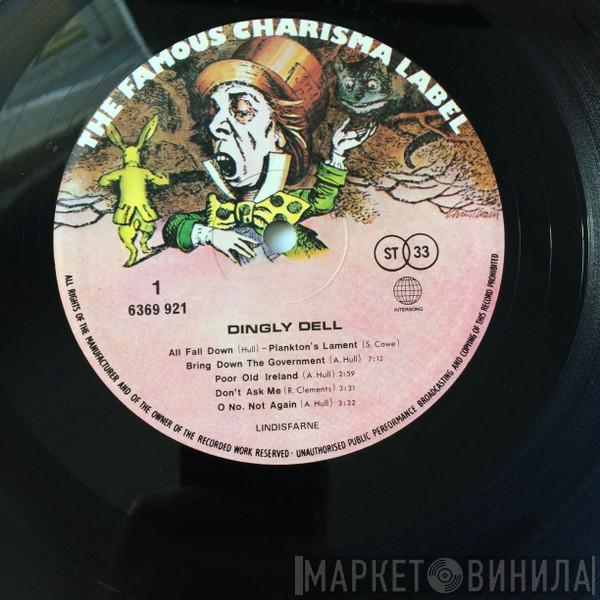 THE FAMOUS CHARISMA LABEL
ST 33
1
6369 921
INTERSONG
DINGLY DELL
All Fall Down (Hull) – Plankton's Lament (S. Cowe)
Bring Down The Government (A. Hull) 7:12
Poor Old Ireland (A. Hull) 2:59
Don't Ask Me (R. Clements) 3:31
O No. Not Again (A. Hull) 3:22
LINDISFARNE
ALL RIGHTS OF THE MANUFACTURER AND OF THE OWNER OF THE RECORDED WORK RESERVED · UNAUTHORISED PUBLIC PERFORMANCE BROADCASTING AND COPYING OF THIS RECORD PROHIBITED
МАРКЕТ ВИНИЛА